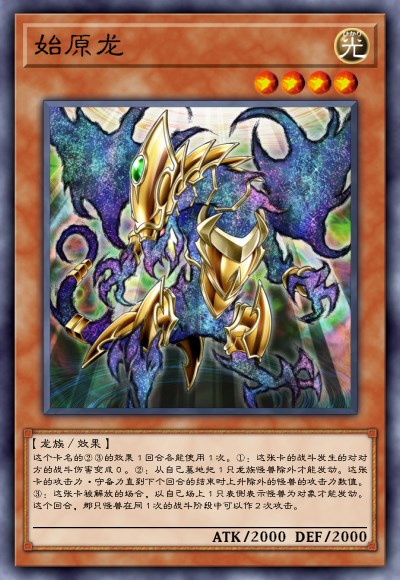 始原龙
ひかり
光
【龙族／效果】
这个卡名的②③的效果1回合各能使用1次。①：这张卡的战斗发生的对对
方的战斗伤害变成0。②：从自己墓地把1只龙族怪兽除外才能发动。这张
卡的攻击力·守备力直到下个回合的结束时上升除外的怪兽的攻击力数值。
③：这张卡被解放的场合，以自己场上1只表侧表示怪兽为对象才能发动。
这个回合，那只怪兽在同1次的战斗阶段中可以作2次攻击。
ATK/2000 DEF/2000